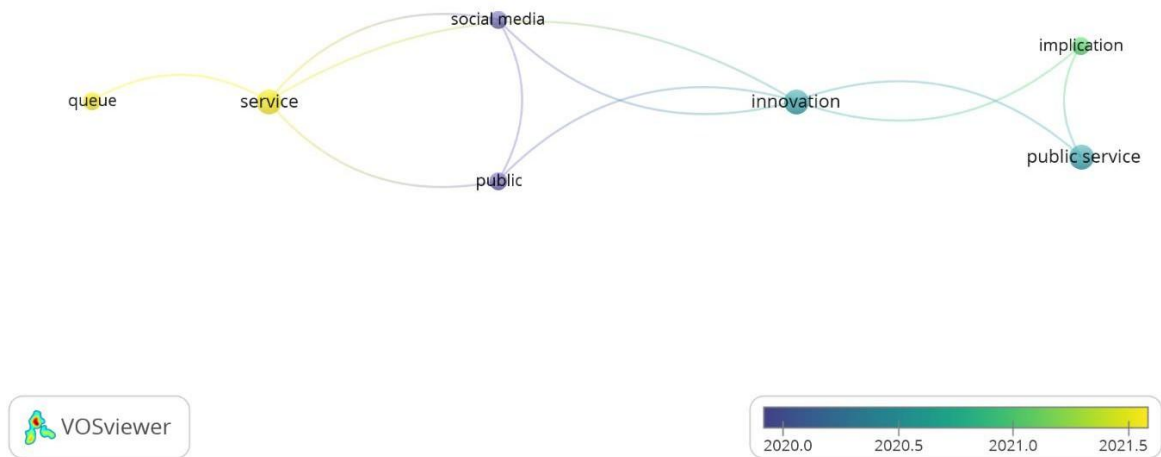 social media
implication
queue
service
innovation
public service
public
VOSviewer
2020.0 2020.5 2021.0 2021.5